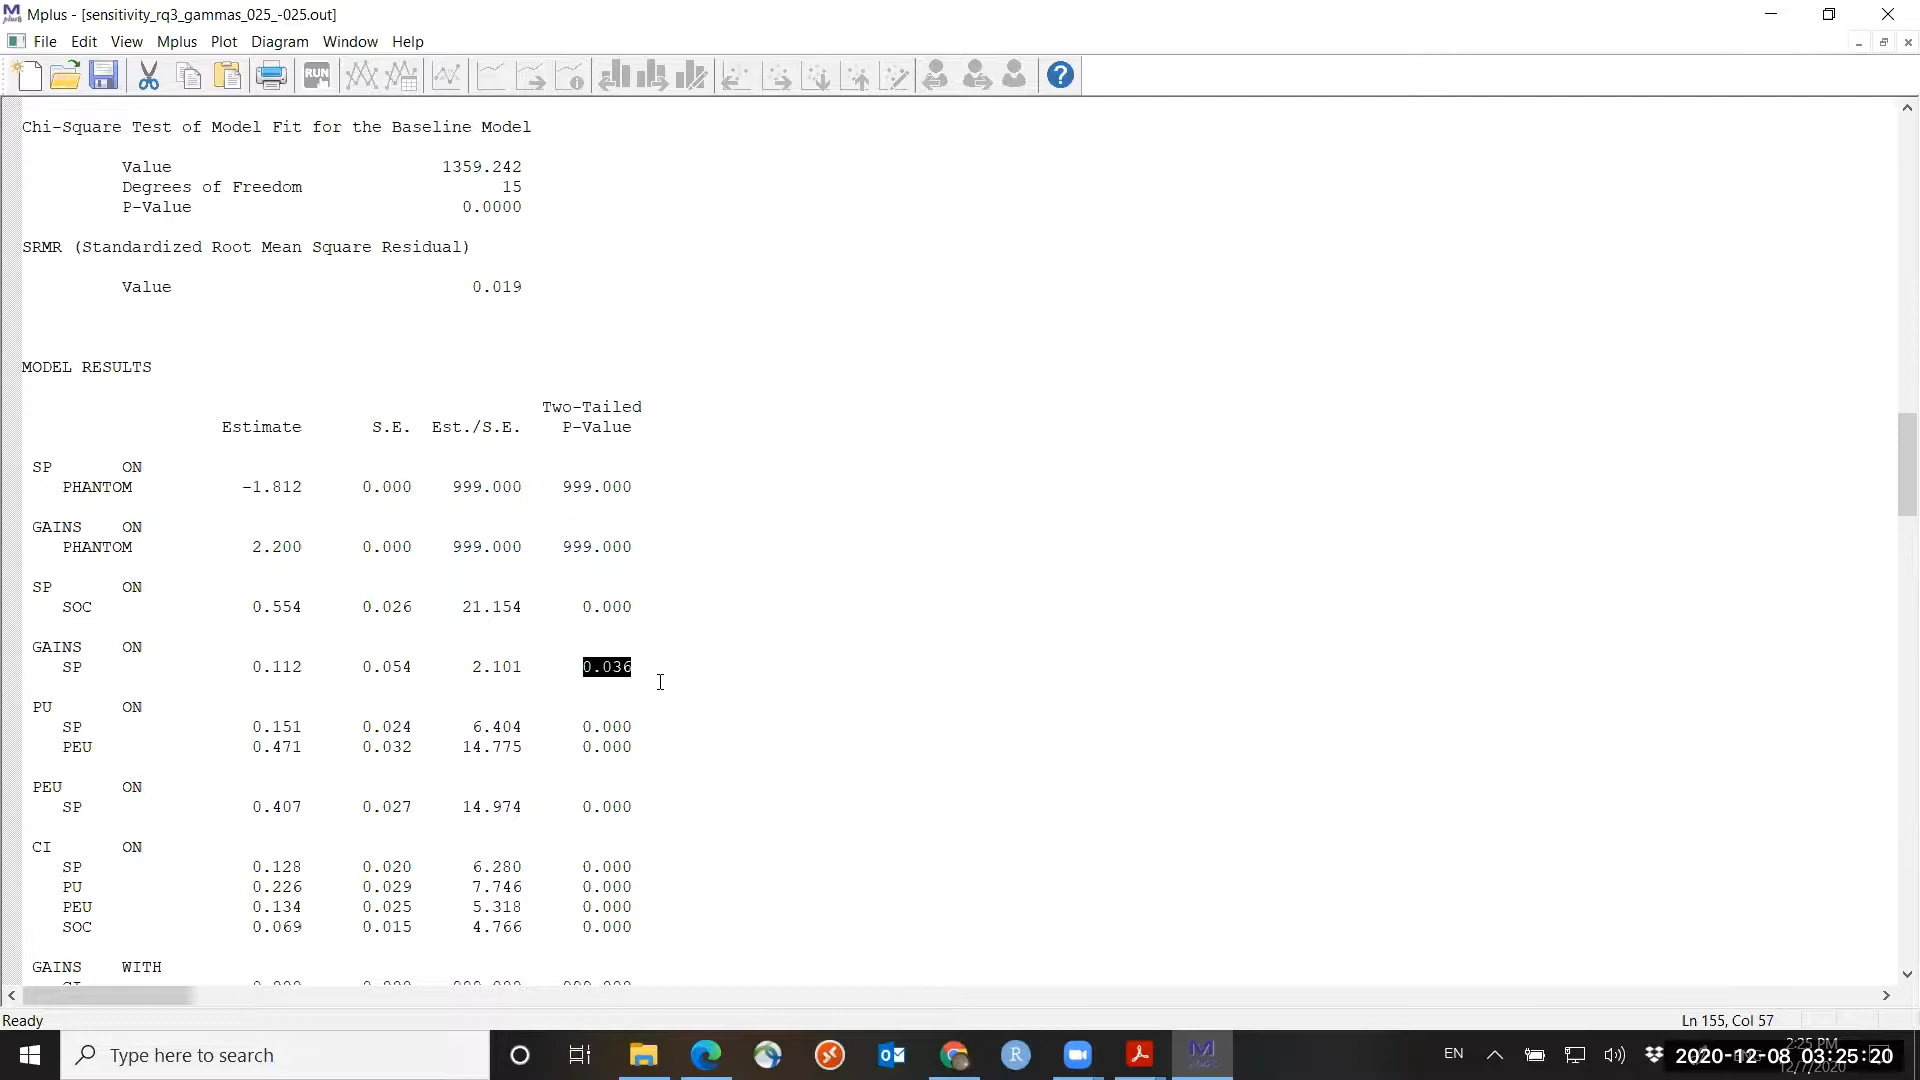 Mplus - [sensitivity_rq3_gammas_025_-025.out]
File Edit View Mplus Plot Diagram Window Help
RUN
Chi-Square Test of Model Fit for the Baseline Model
Value 1359.242
Degrees of Freedom 15
P-Value 0.0000
SRMR (Standardized Root Mean Square Residual)
Value 0.019
MODEL RESULTS
Two-Tailed
Estimate S.E. Est./S.E. P-Value
SP ON
PHANTOM -1.812 0.000 999.000 999.000
GAINS ON
PHANTOM 2.200 0.000 999.000 999.000
SP ON
SOC 0.554 0.026 21.154 0.000
GAINS ON
SP 0.112 0.054 2.101 0.036
PU ON
SP 0.151 0.024 6.404 0.000
PEU 0.471 0.032 14.775 0.000
PEU ON
SP 0.407 0.027 14.974 0.000
CI ON
SP 0.128 0.020 6.280 0.000
PU 0.226 0.029 7.746 0.000
PEU 0.134 0.025 5.318 0.000
SOC 0.069 0.015 4.766 0.000
GAINS WITH
Ready
Ln 155, Col 57
Type here to search
EN
2:25 PM
2020-12-08 03:25:20
12/7/2020